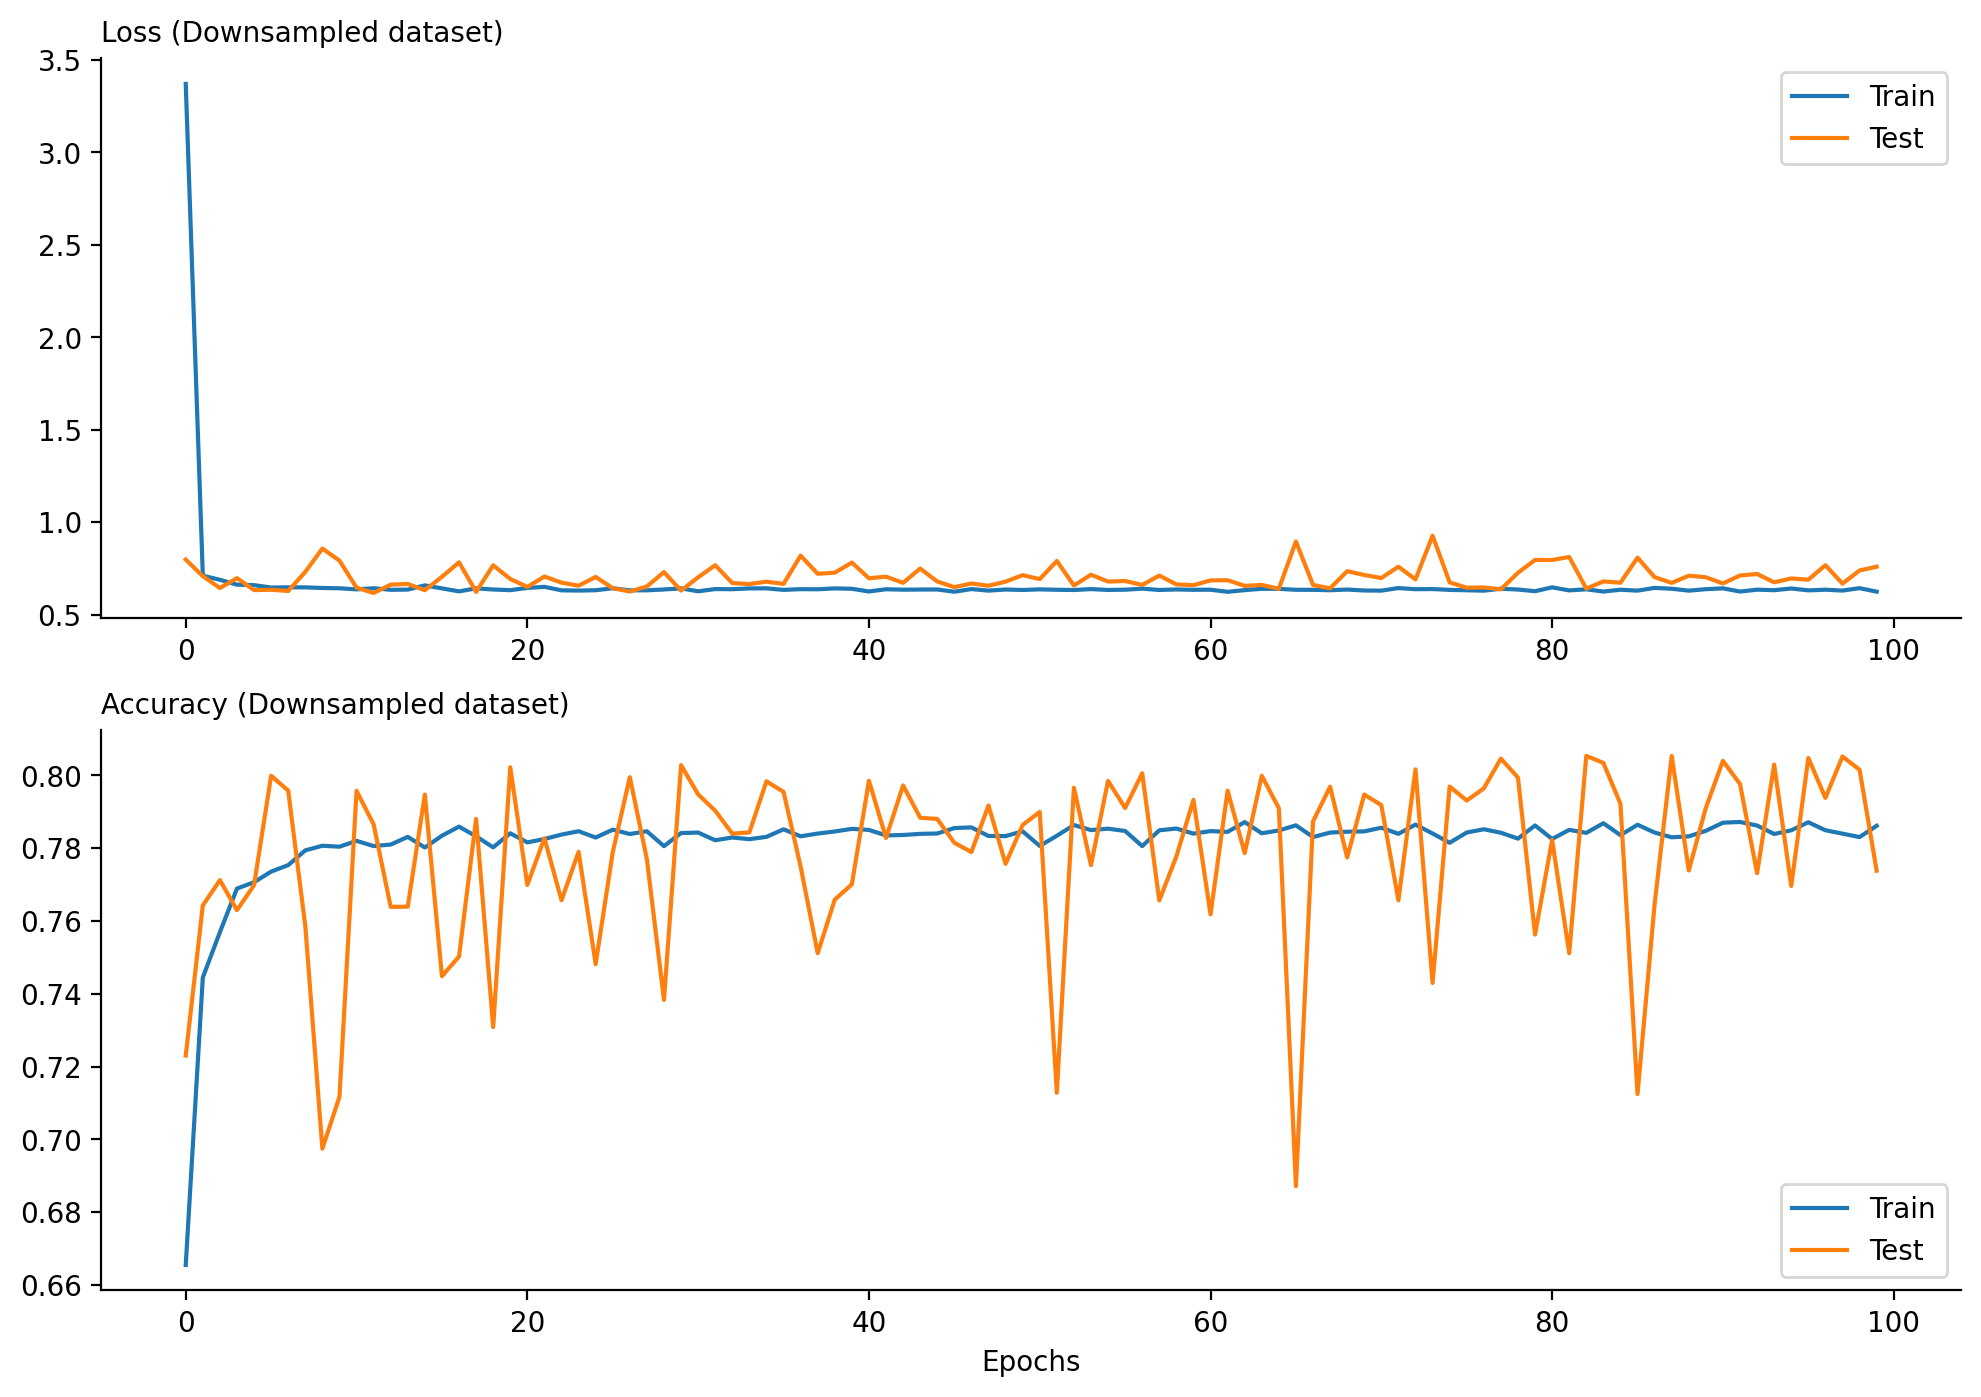 Loss (Downsampled dataset)
3.5
3.0
2.5
2.0
1.5
1.0
0.5
Train
Test
0 20 40 60 80 100
Accuracy (Downsampled dataset)
0.80
0.78
0.76
0.74
0.72
0.70
0.68
0.66
Train
Test
0 20 40 60 80 100
Epochs